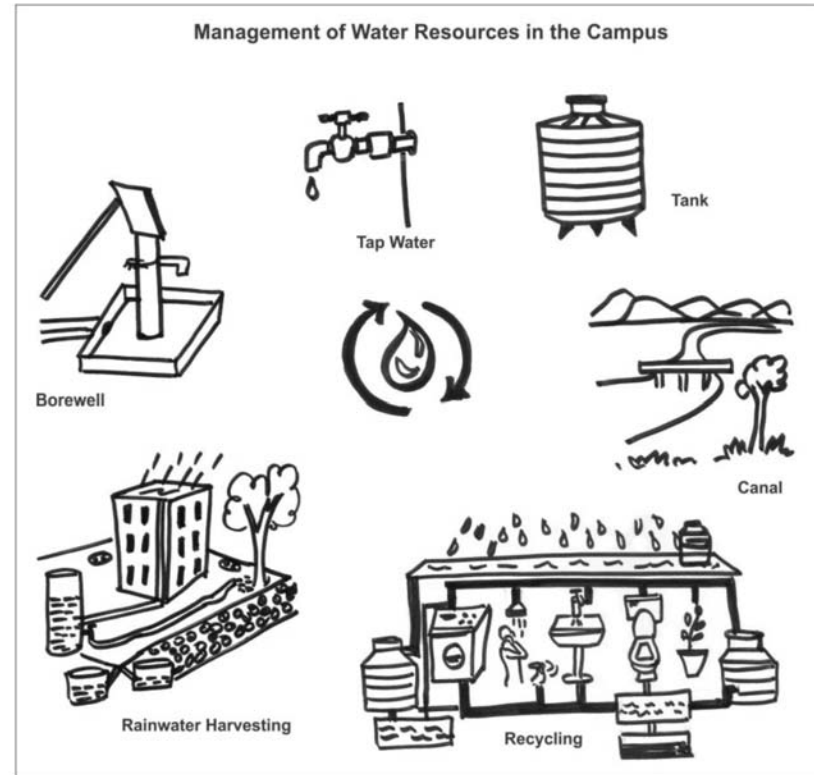 Management of Water Resources in the Campus
Tap Water
Tank
Borewell
Canal
Rainwater Harvesting
Recycling